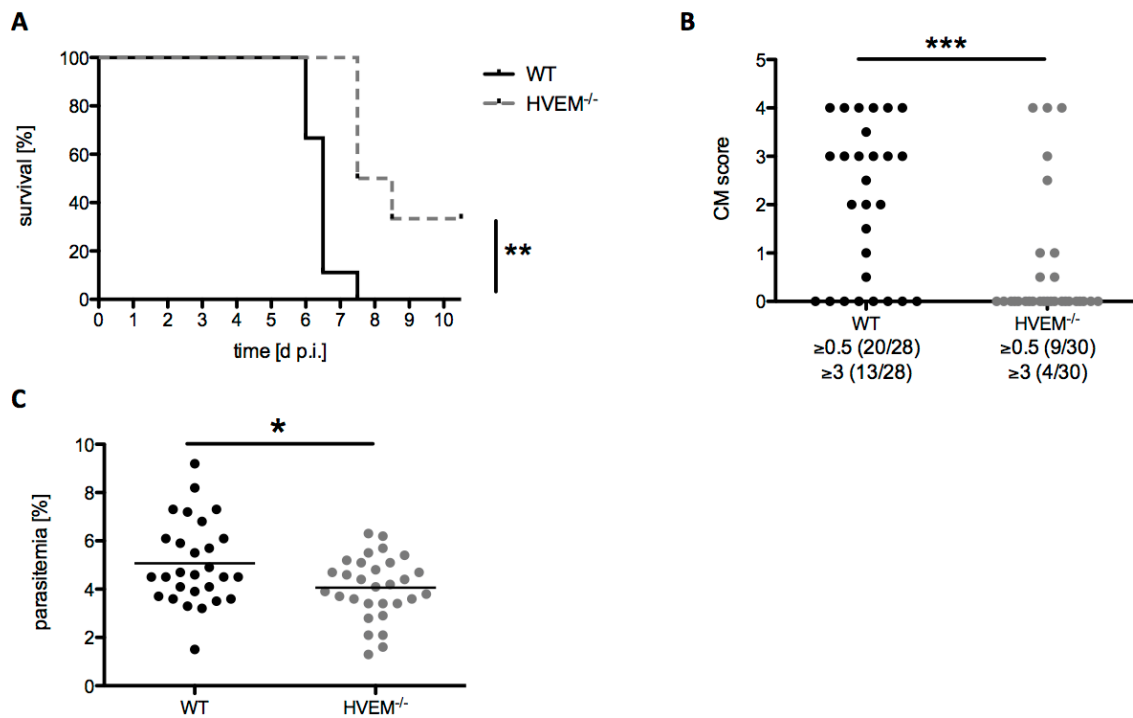 A
100
80
60
40
20
0
survival [%]
0 1 2 3 4 5 6 7 8 9 10
time [d p.i.]
WT
HVEM-/-
**
B
***
5
4
3
2
1
0
CM score
WT
≥0.5 (20/28)
≥3 (13/28)
HVEM-/-
≥0.5 (9/30)
≥3 (4/30)
C
*
10
8
6
4
2
0
parasitemia [%]
WT
HVEM-/-